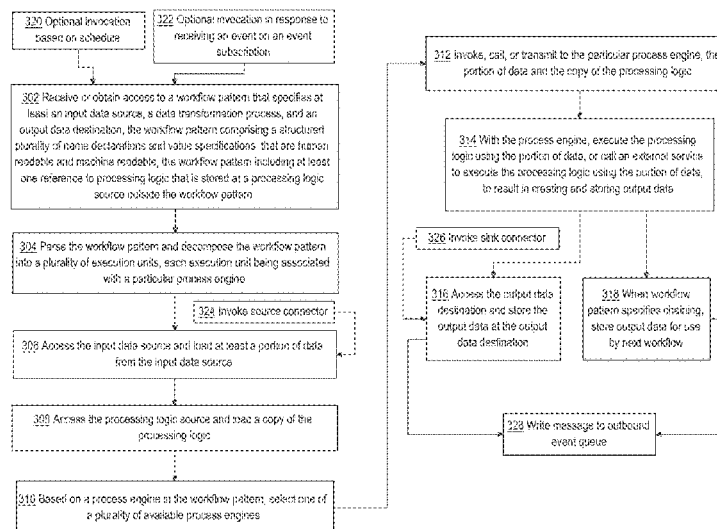 320 Optional invocation
based on schedule
322 Optional invocation in response to
receiving an event on an event
subscription
302 Receive or obtain access to a workflow pattern that specifies at
least an input data source, a data transformation process, and an
output data destination, the workflow pattern comprising a structured
plurality of name declarations and value specifications, that are human
readable and machine readable, the workflow pattern including at least
one reference to processing logic that is stored at a processing logic
source outside the workflow pattern
304 Parse the workflow pattern and decompose the workflow pattern
into a plurality of execution units, each execution unit being associated
with a particular process engine
324 Invoke source connector
306 Access the input data source and load at least a portion of data
from the input data source
309 Access the processing logic source and load a copy of the
processing logic
310 Based on a process engine in the workflow pattern, select one of
a plurality of available process engines
312 Invoke, call, or transmit to the particular process engine, the
portion of data and the copy of the processing logic
314 With the process engine, execute the processing
logic using the portion of data, or call an external service
to execute the processing logic using the portion of data,
to result in creating and storing output data
326 Invoke sink connector
316 Access the output data
destination and store the
output data at the output
data destination
318 When workflow
pattern specifies chaining,
store output data for use
by next workflow
328 Write message to outbound
event queue